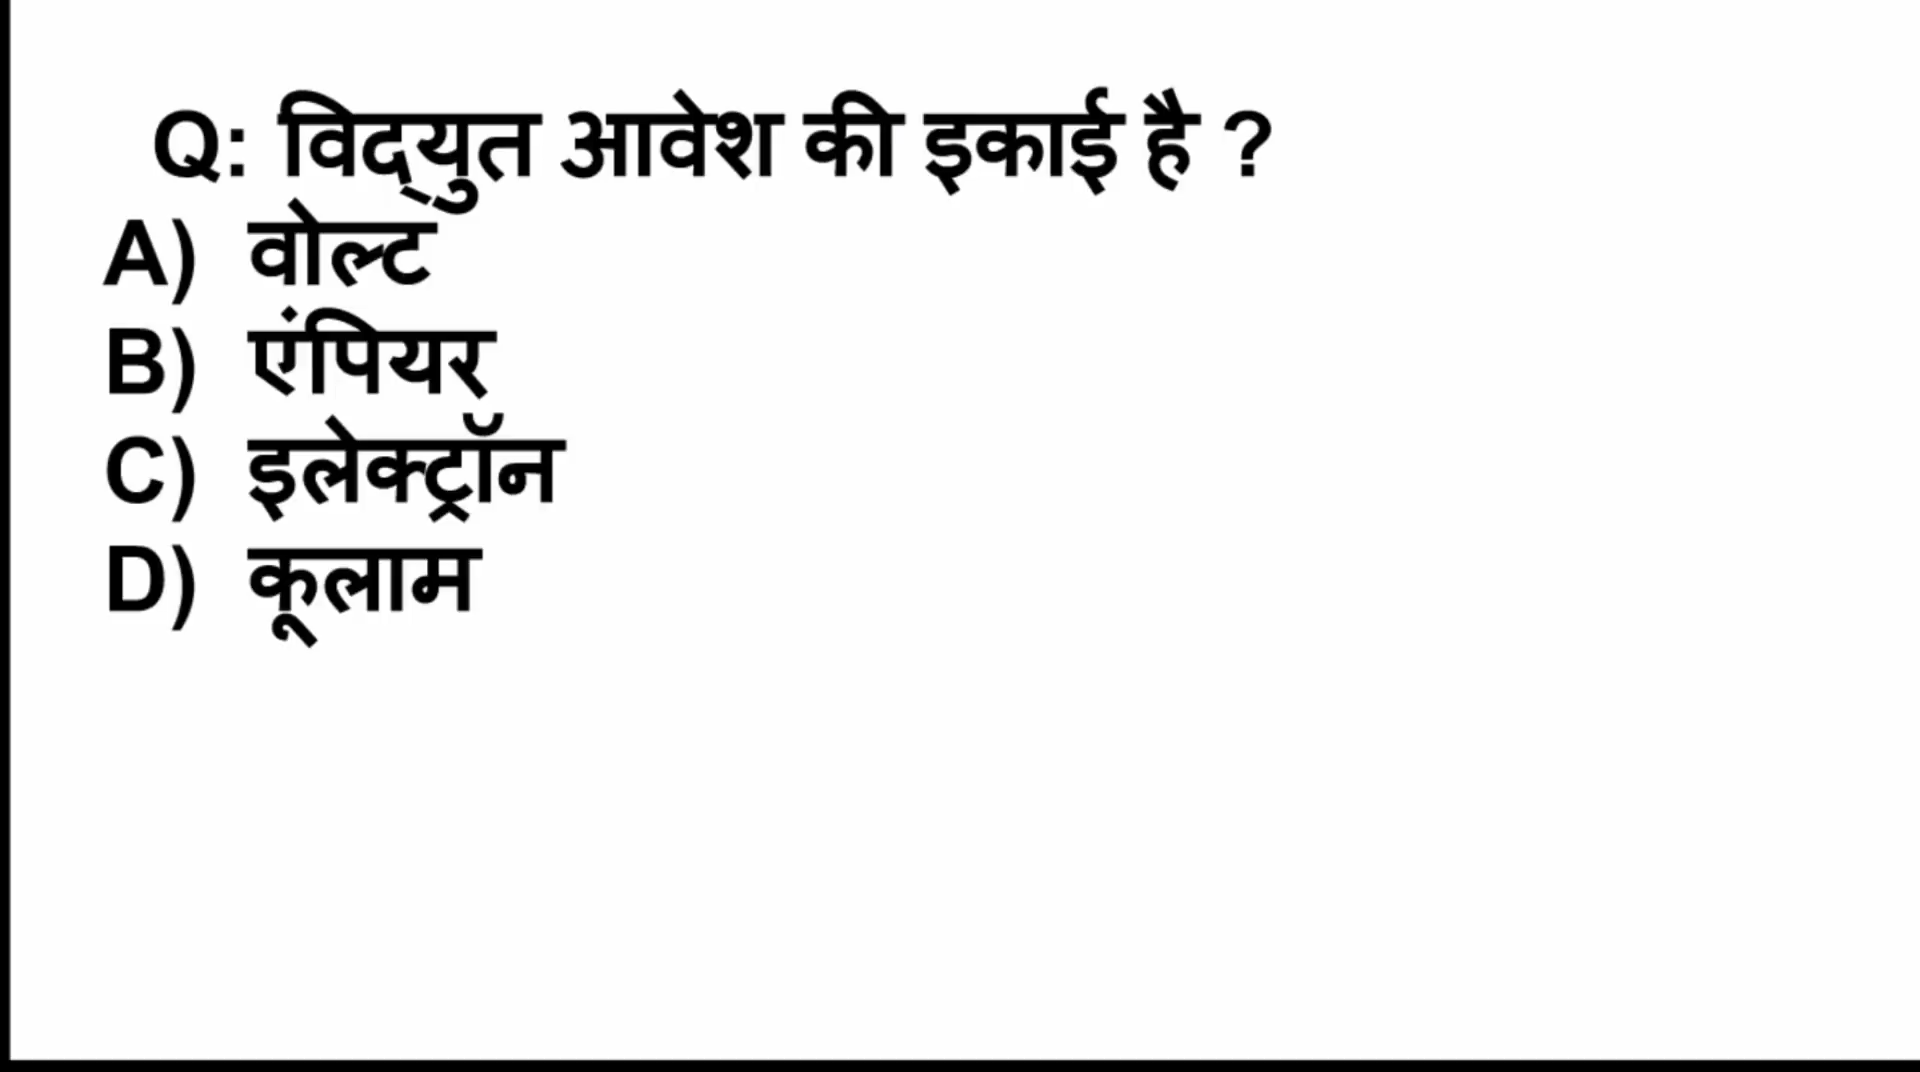 Q: विद्युत आवेश की इकाई है ?
A) वोल्ट
B) एंपियर
C) इलेक्ट्रॉन
D) कूलाम